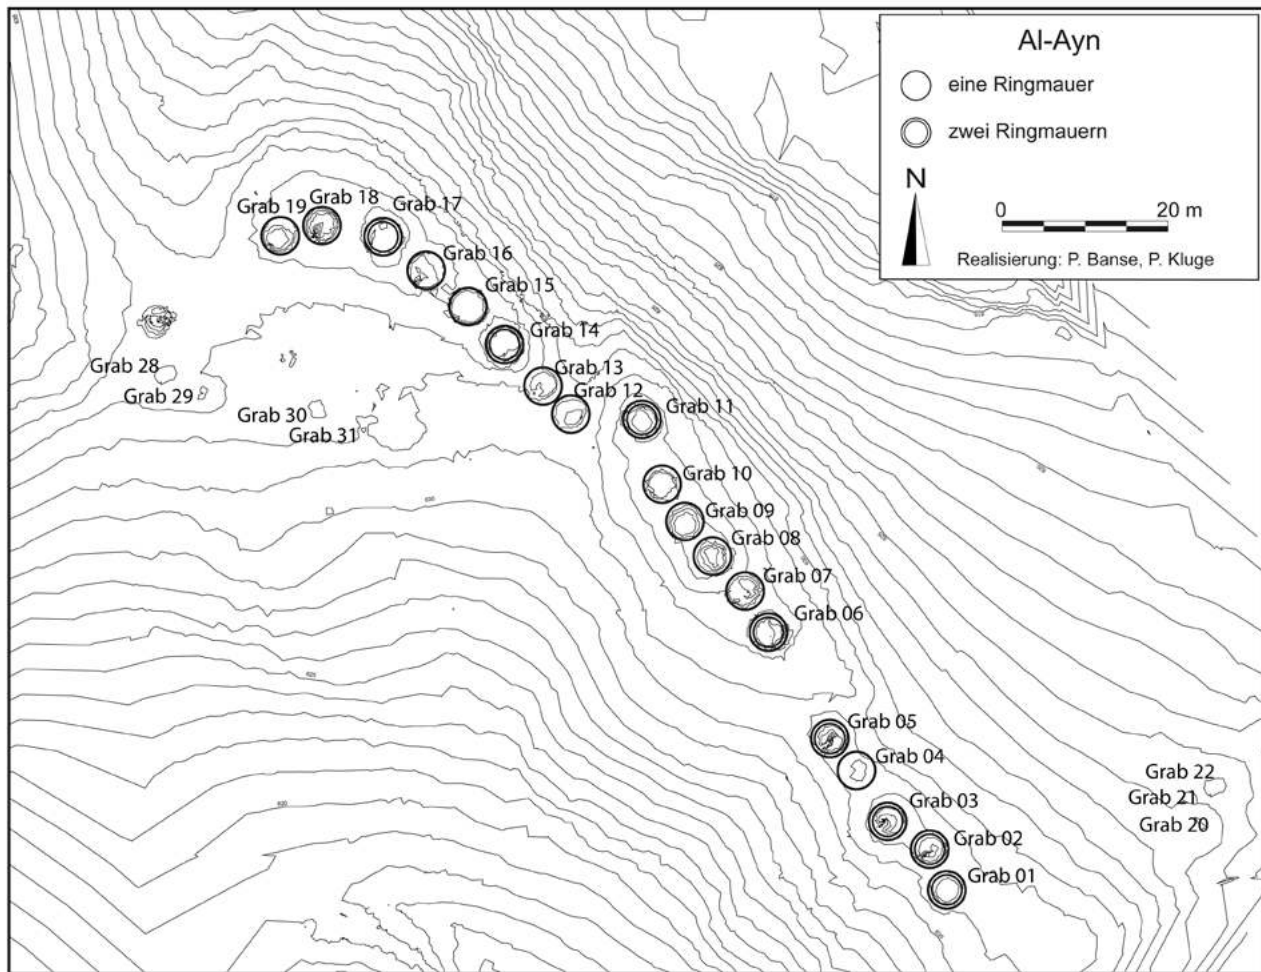 Al-Ayn
eine Ringmauer
zwei Ringmauern
N
0 20 m
Realisierung: P. Banse, P. Kluge
Grab 19
Grab 18
Grab 17
Grab 16
Grab 15
Grab 14
Grab 13
Grab 12
Grab 11
Grab 28
Grab 29
Grab 30
Grab 31
Grab 10
Grab 09
Grab 08
Grab 07
Grab 06
Grab 05
Grab 04
Grab 03
Grab 02
Grab 01
Grab 22
Grab 21
Grab 20